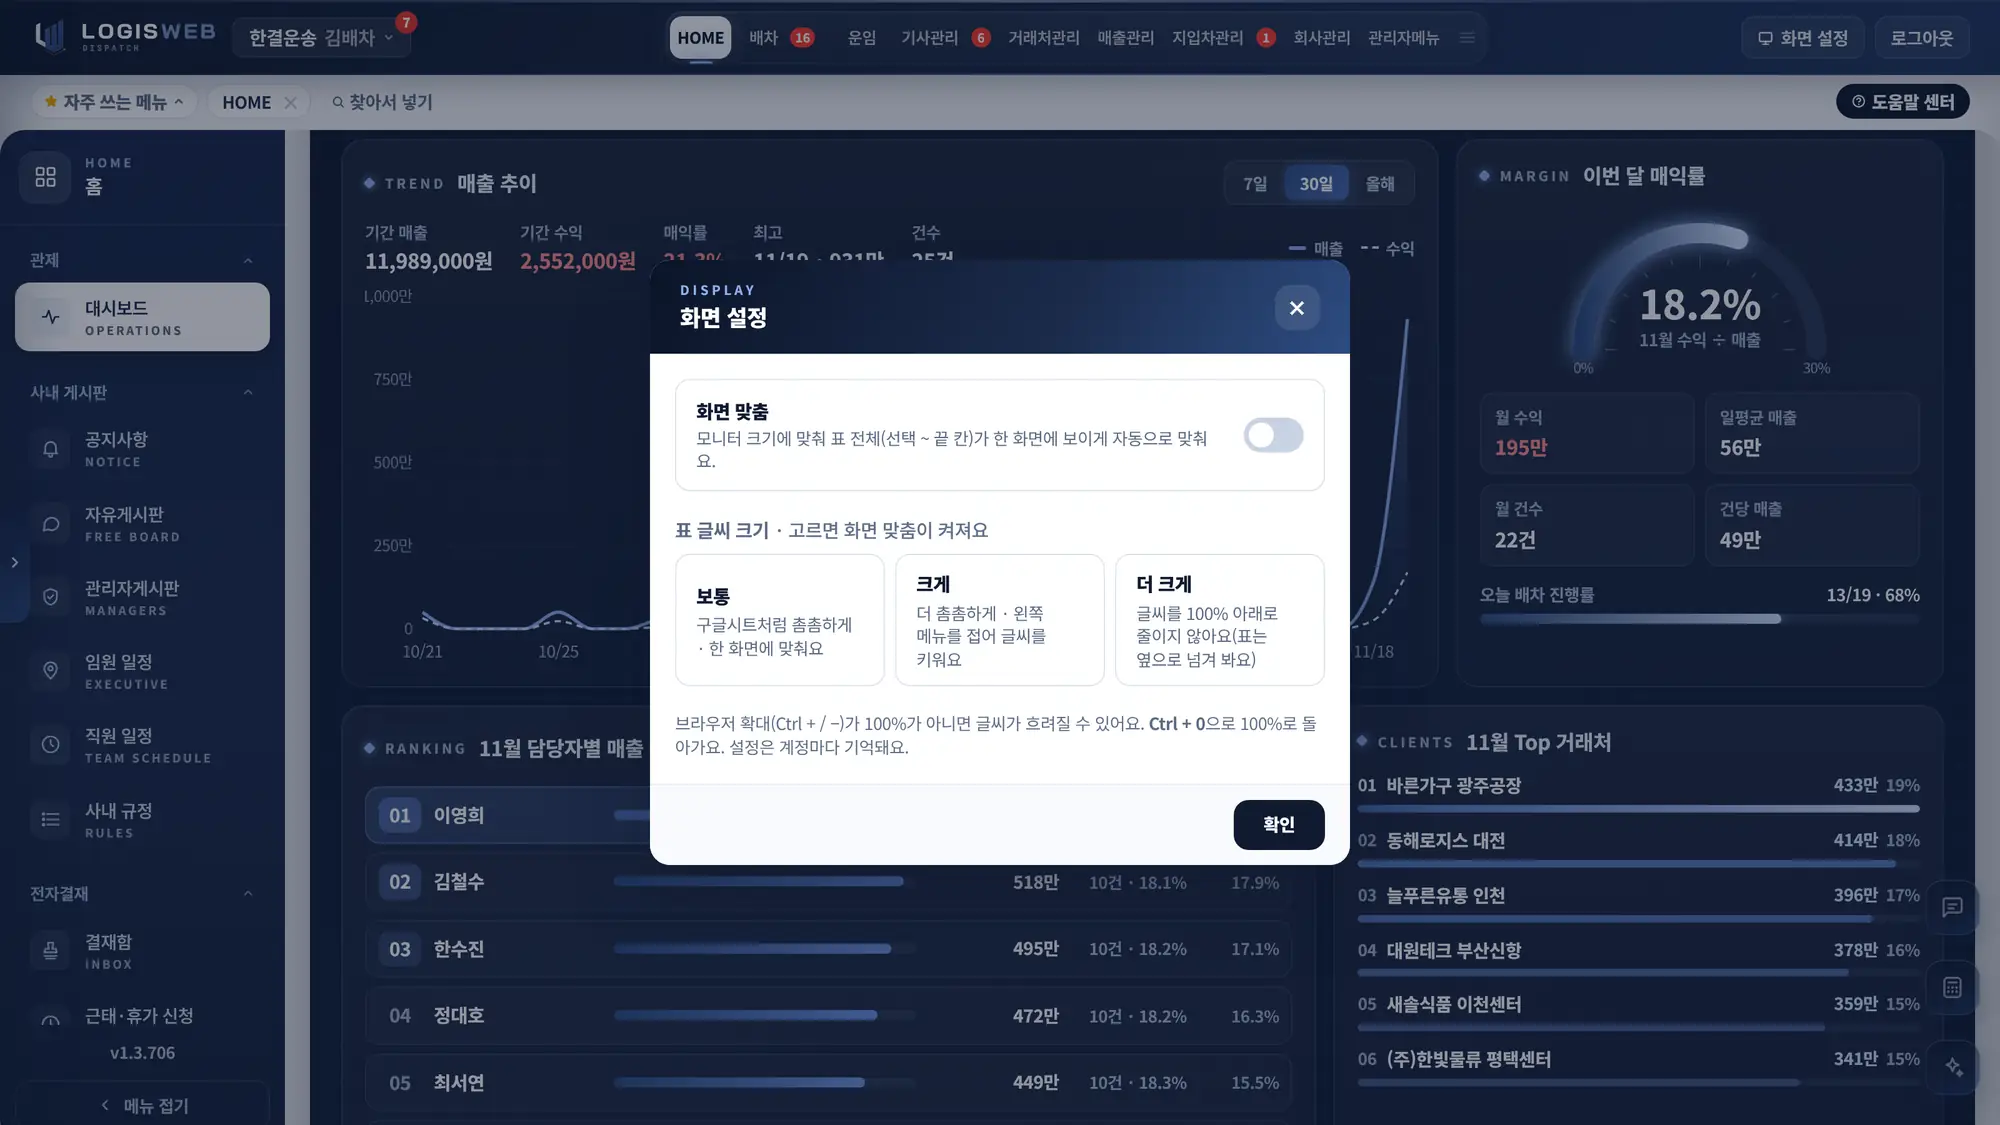 LOGISWEB
DISPATCH
한결운송 김배차
7
HOME
배차 16
운임
기사관리 6
거래처관리
매출관리
지입차관리 1
회사관리
관리자메뉴
화면 설정
로그아웃
자주 쓰는 메뉴
HOME
찾아서 넣기
도움말 센터
HOME
홈
관제
대시보드
OPERATIONS
사내 게시판
공지사항
NOTICE
자유게시판
FREE BOARD
관리자게시판
MANAGERS
임원 일정
EXECUTIVE
직원 일정
TEAM SCHEDULE
사내 규정
RULES
전자결재
결재함
INBOX
근태·휴가 신청
v1.3.706
메뉴 접기
TREND 매출 추이
7일 30일 올해
기간 매출
11,989,000원
기간 수익
2,552,000원
매익률
21.3%
최고
11/19 · 931만
건수
25건
매출 수익
1,000만
750만
500만
250만
0
10/21
10/25
11/18
MARGIN 이번 달 매익률
18.2%
11월 수익 ÷ 매출
0%
30%
월 수익
195만
일평균 매출
56만
월 건수
22건
건당 매출
49만
오늘 배차 진행률
13/19 · 68%
DISPLAY
화면 설정
화면 맞춤
모니터 크기에 맞춰 표 전체(선택 ~ 끝 칸)가 한 화면에 보이게 자동으로 맞춰
요.
표 글씨 크기 · 고르면 화면 맞춤이 켜져요
보통
구글시트처럼 촘촘하게
· 한 화면에 맞춰요
크게
더 촘촘하게 · 왼쪽
메뉴를 접어 글씨를
키워요
더 크게
글씨를 100% 아래로
줄이지 않아요(표는
옆으로 넘겨 봐요)
브라우저 확대(Ctrl + / −)가 100%가 아니면 글씨가 흐려질 수 있어요. Ctrl + 0으로 100%로 돌
아가요. 설정은 계정마다 기억돼요.
확인
RANKING 11월 담당자별 매출
01 이영희
02 김철수 518만 10건 · 18.1% 17.9%
03 한수진 495만 10건 · 18.2% 17.1%
04 정대호 472만 10건 · 18.2% 16.3%
05 최서연 449만 10건 · 18.3% 15.5%
CLIENTS 11월 Top 거래처
01 바른가구 광주공장 433만 19%
02 동해로지스 대전 414만 18%
03 늘푸른유통 인천 396만 17%
04 대원테크 부산신항 378만 16%
05 새솔식품 이천센터 359만 15%
06 (주)한빛물류 평택센터 341만 15%